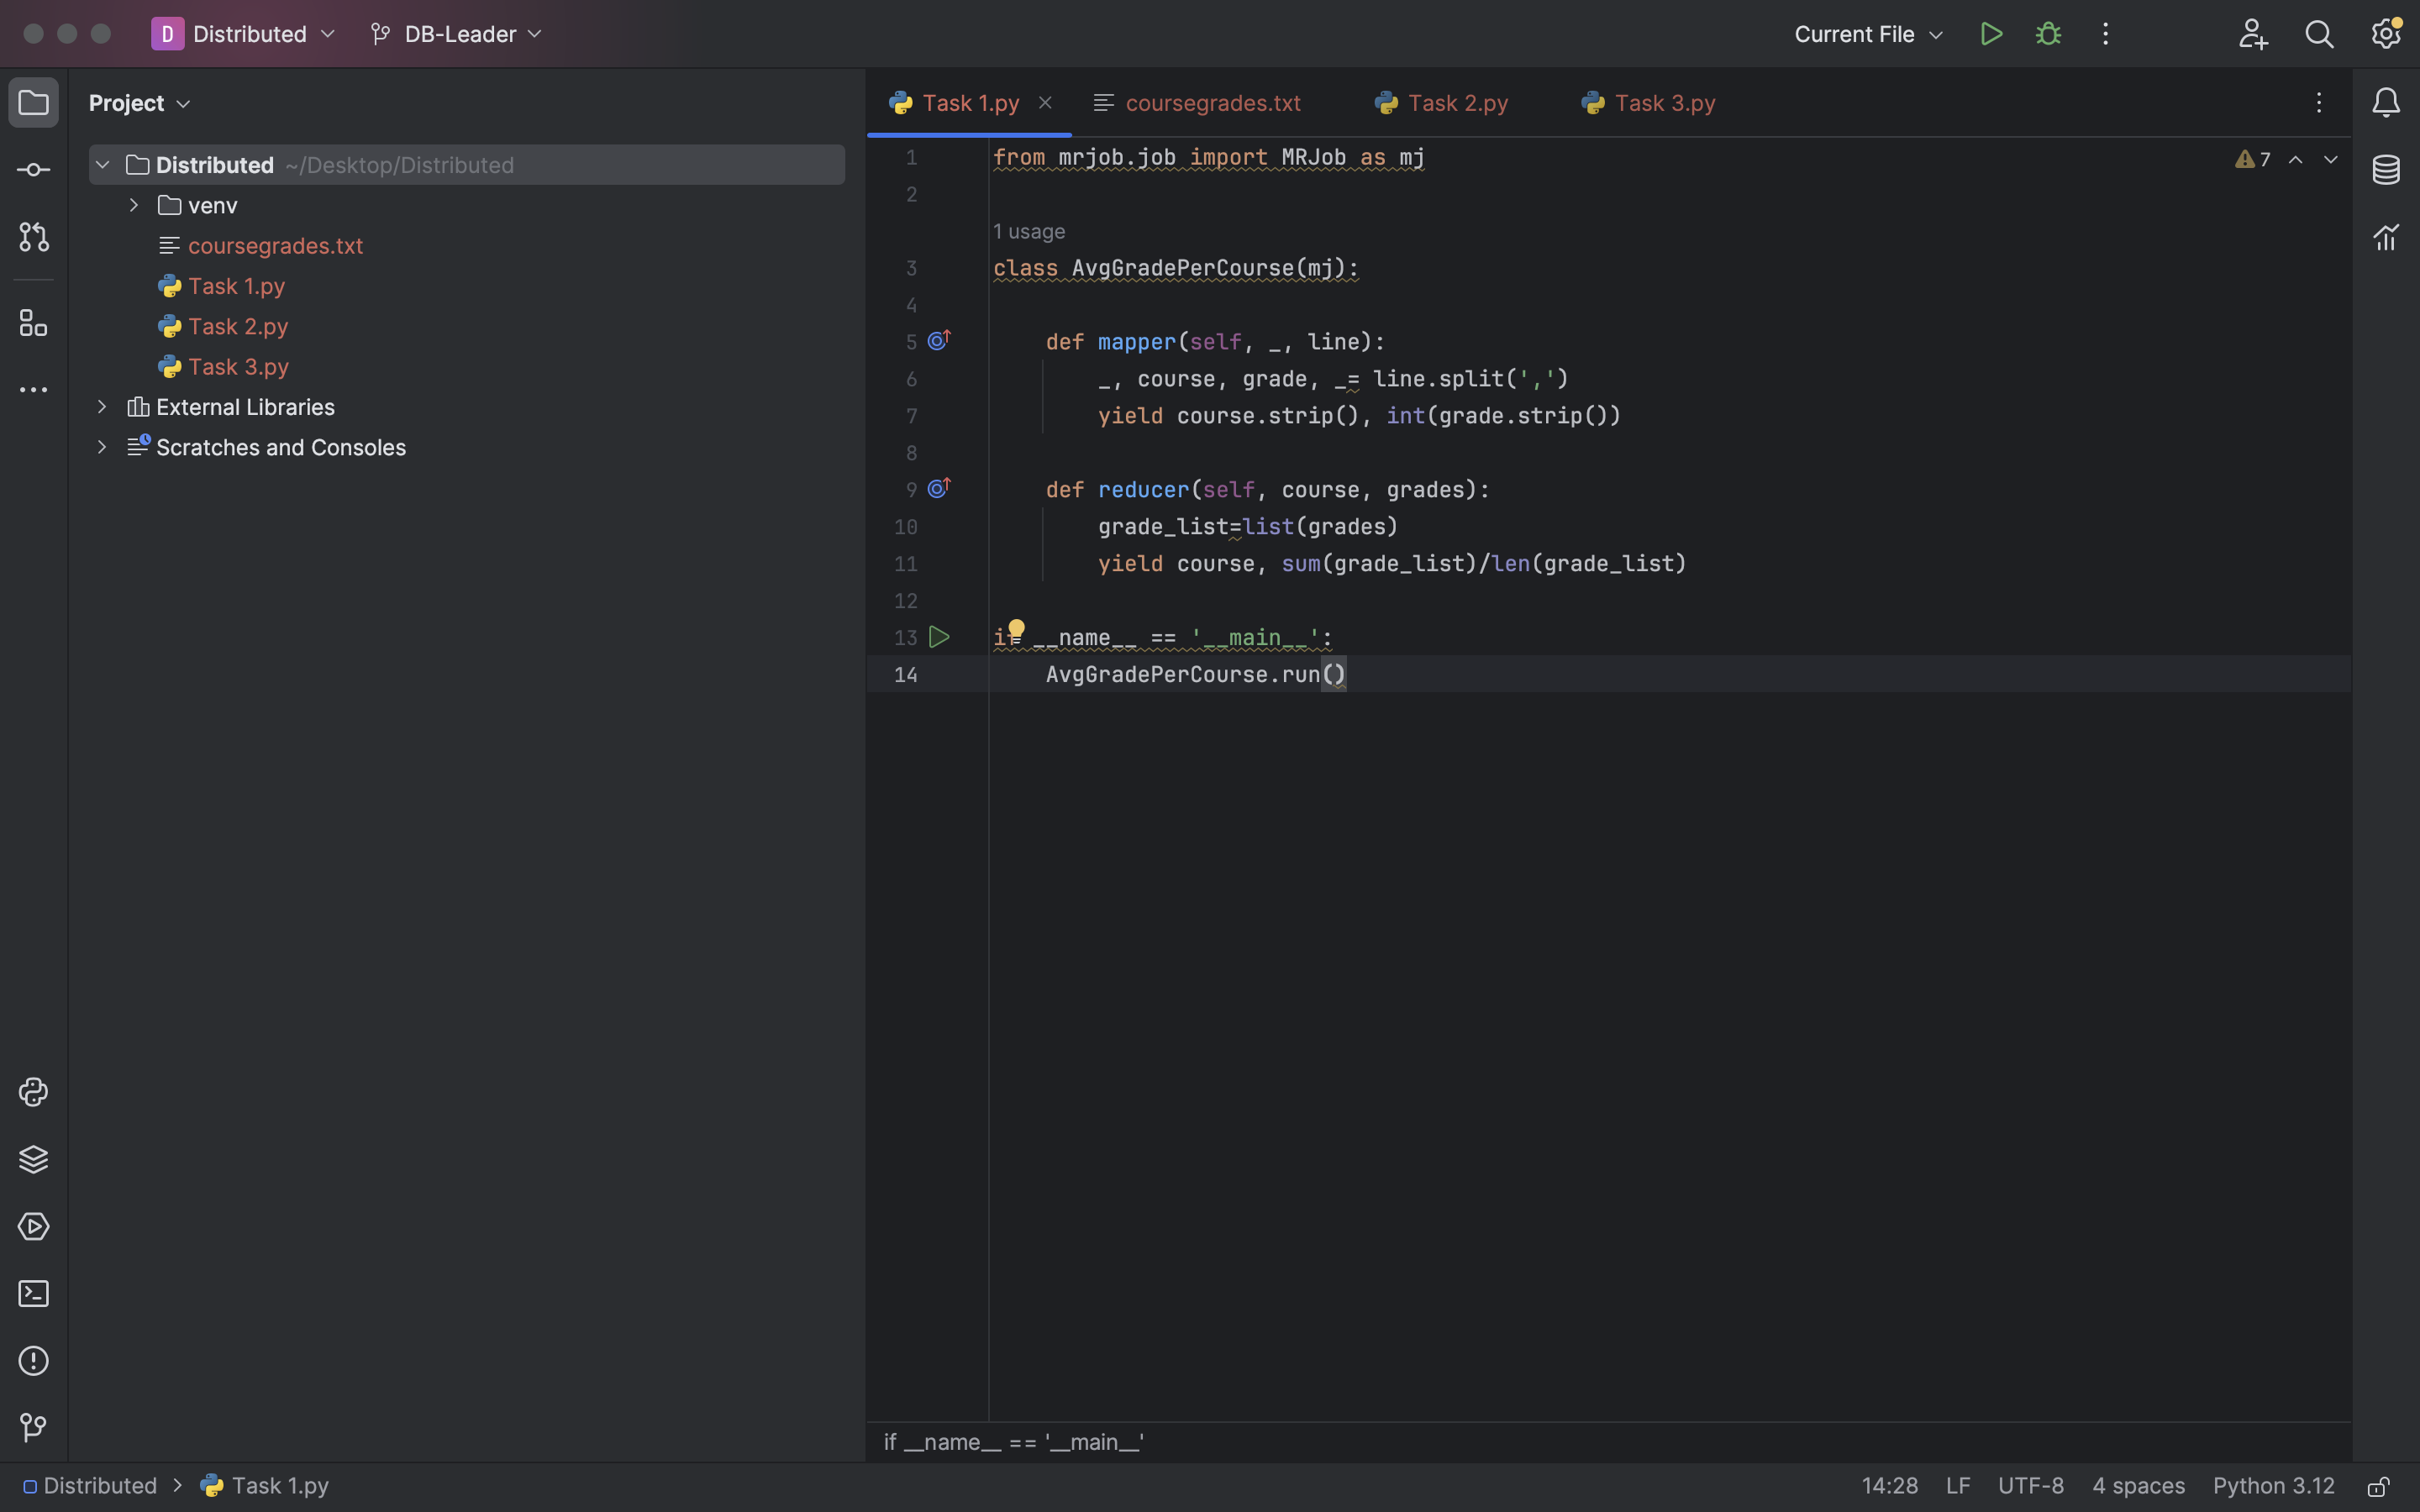 D Distributed DB-Leader Current File
Project
Distributed ~/Desktop/Distributed
venv
coursegrades.txt
Task 1.py
Task 2.py
Task 3.py
External Libraries
Scratches and Consoles
Task 1.py coursegrades.txt Task 2.py Task 3.py
7
1 from mrjob.job import MRJob as mj
2
1 usage
3 class AvgGradePerCourse(mj):
4
5 def mapper(self, _, line):
6 _, course, grade, _= line.split(',')
7 yield course.strip(), int(grade.strip())
8
9 def reducer(self, course, grades):
10 grade_list=list(grades)
11 yield course, sum(grade_list)/len(grade_list)
12
13 if __name__ == '__main__':
14 AvgGradePerCourse.run()
if __name__ == '__main__'
Distributed Task 1.py 14:28 LF UTF-8 4 spaces Python 3.12